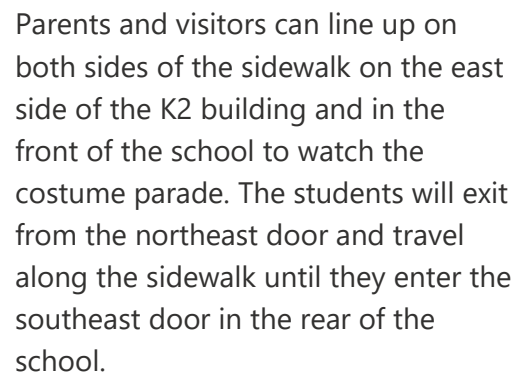 Parents and visitors can line up on
both sides of the sidewalk on the east
side of the K2 building and in the
front of the school to watch the
costume parade. The students will exit
from the northeast door and travel
along the sidewalk until they enter the
southeast door in the rear of the
school.